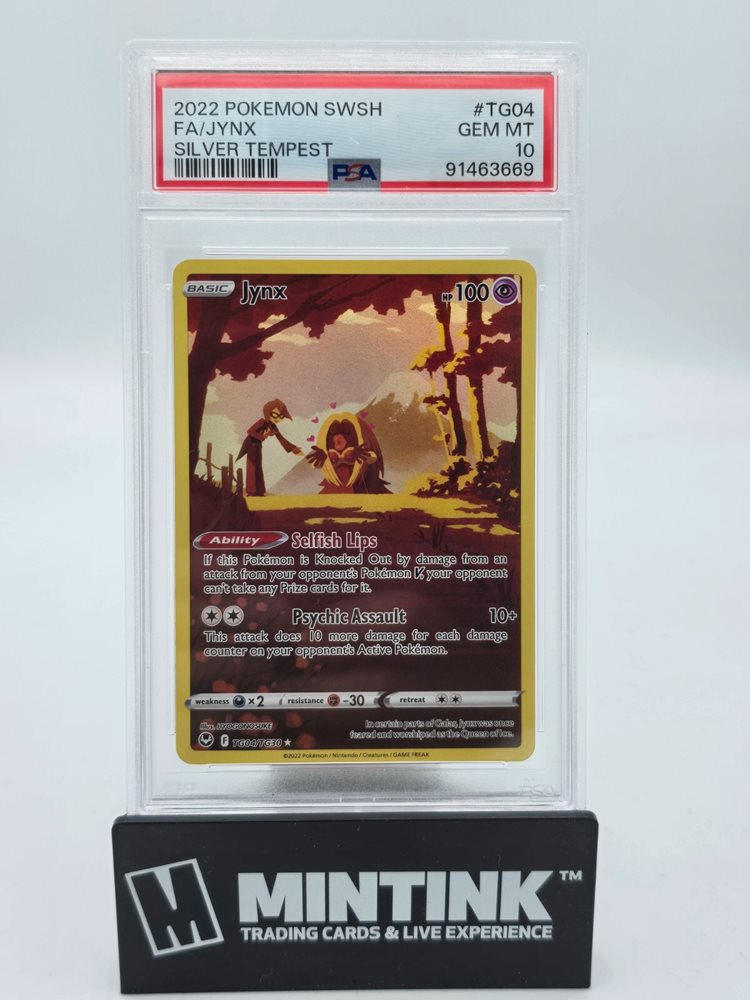 2022 POKEMON SWSH #TG04
FA/JYNX GEM MT
SILVER TEMPEST 10
PSA 91463669
BASIC Jynx HP 100
Ability Selfish Lips
If this Pokémon is Knocked Out by damage from an
attack from your opponent's Pokémon V, your opponent
can't take any Prize cards for it.
Psychic Assault 10+
This attack does 10 more damage for each damage
counter on your opponent's Active Pokémon.
weakness ×2 resistance -30 retreat
Illus. HYOGONOSUKE
In certain parts of Galar, Jynx was once
feared and worshiped as the Queen of Ice.
F TG04/TG30 ★
©2022 Pokémon / Nintendo / Creatures / GAME FREAK
PSA
M MINTINK™
TRADING CARDS & LIVE EXPERIENCE